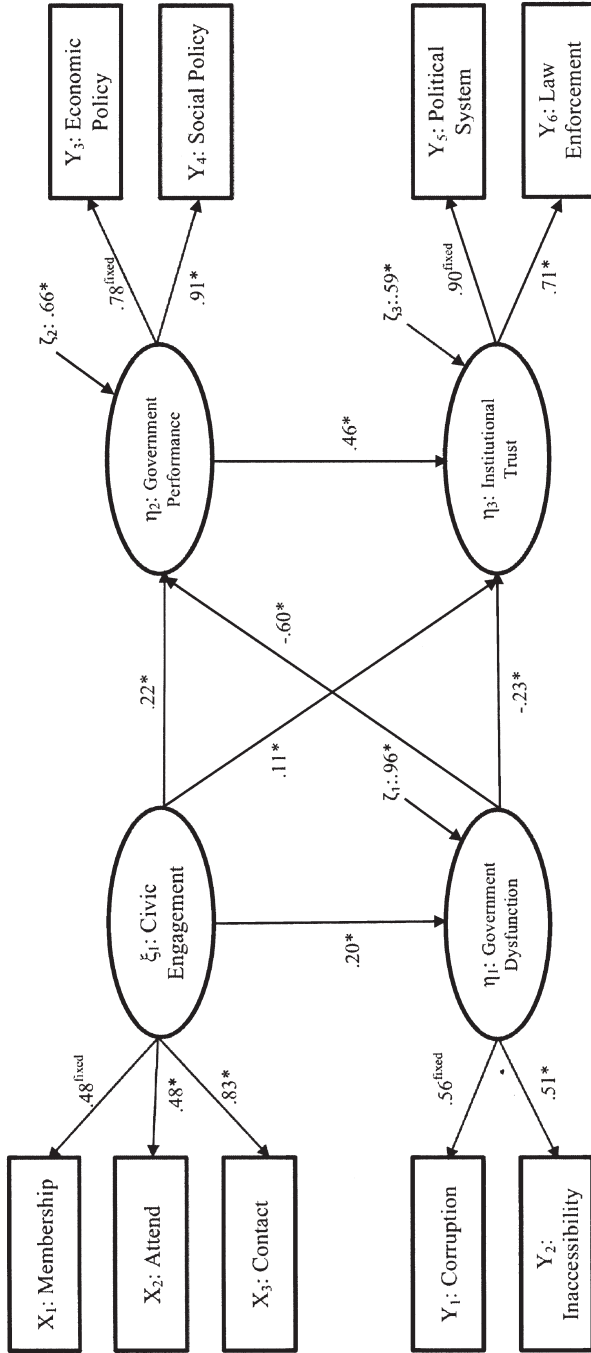 X₁: Membership
X₂: Attend
X₃: Contact
Y₁: Corruption
Y₂:
Inaccessibility
.48fixed
.48*
.83*
.56fixed
.51*
ξ₁: Civic
Engagement
η₁: Government
Dysfunction
.20*
ζ₁:.96*
.22*
.11*
-.60*
-.23*
η₂: Government
Performance
η₃: Institutional
Trust
.46*
ζ₂: .66*
ζ₃:.59*
.78fixed
.91*
.90fixed
.71*
Y₃: Economic
Policy
Y₄: Social Policy
Y₅: Political
System
Y₆: Law
Enforcement